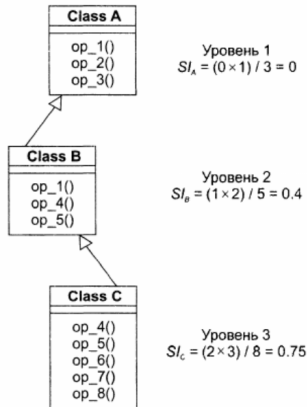 Class A
op_1()
op_2()
op_3()
Уровень 1
SI_A = (0×1) / 3 = 0
Class B
op_1()
op_4()
op_5()
Уровень 2
SI_B = (1×2) / 5 = 0.4
Class C
op_4()
op_5()
op_6()
op_7()
op_8()
Уровень 3
SI_C = (2×3) / 8 = 0.75